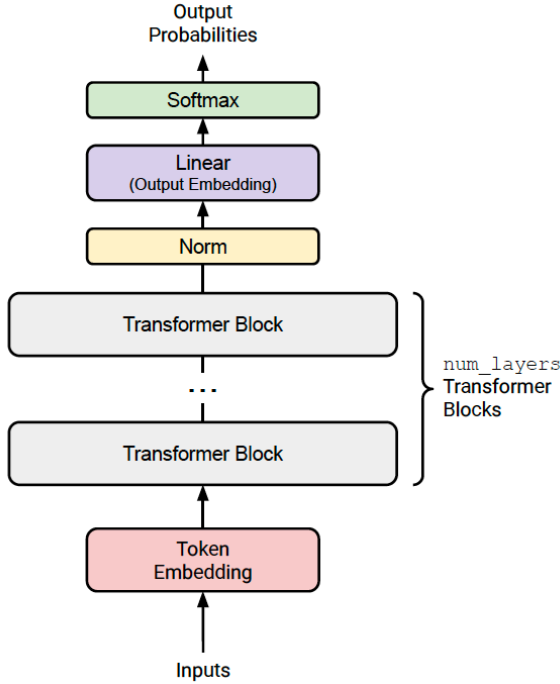 Output
Probabilities
Softmax
Linear
(Output Embedding)
Norm
Transformer Block
...
Transformer Block
num_layers
Transformer
Blocks
Token
Embedding
Inputs